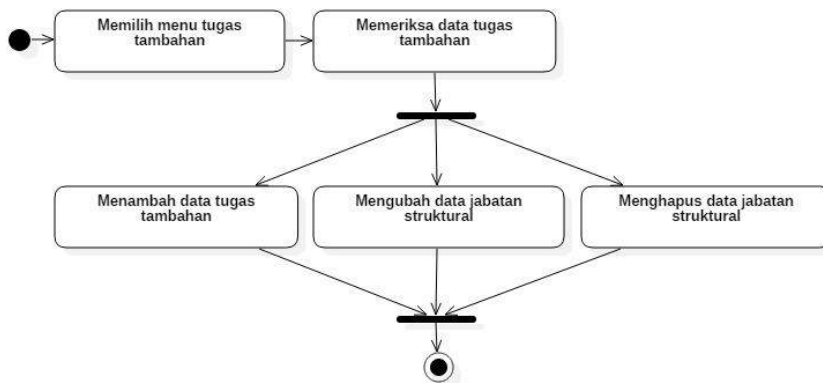 Memilih menu tugas
tambahan
Memeriksa data tugas
tambahan
Menambah data tugas
tambahan
Mengubah data jabatan
struktural
Menghapus data jabatan
struktural